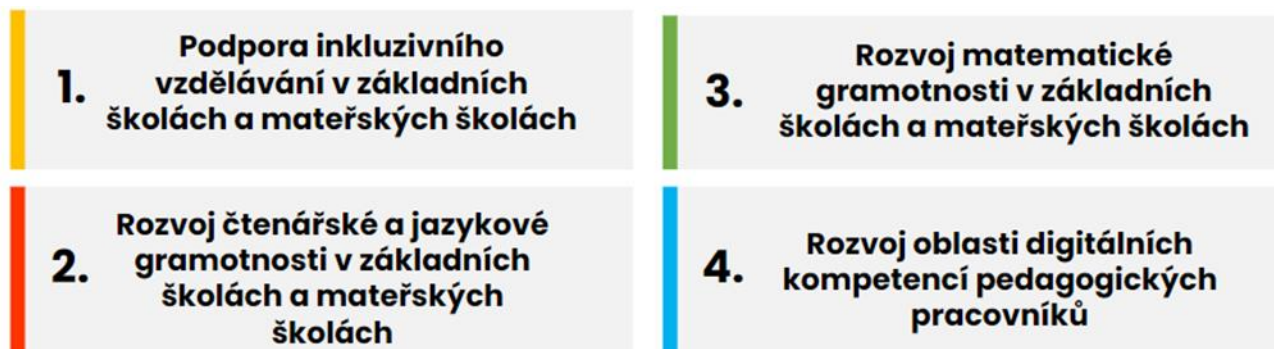 1.
Podpora inkluzivního
vzdělávání v základních
školách a mateřských školách
2.
Rozvoj čtenářské a jazykové
gramotnosti v základních
školách a mateřských
školách
3.
Rozvoj matematické
gramotnosti v základních
školách a mateřských školách
4.
Rozvoj oblasti digitálních
kompetencí pedagogických
pracovníků